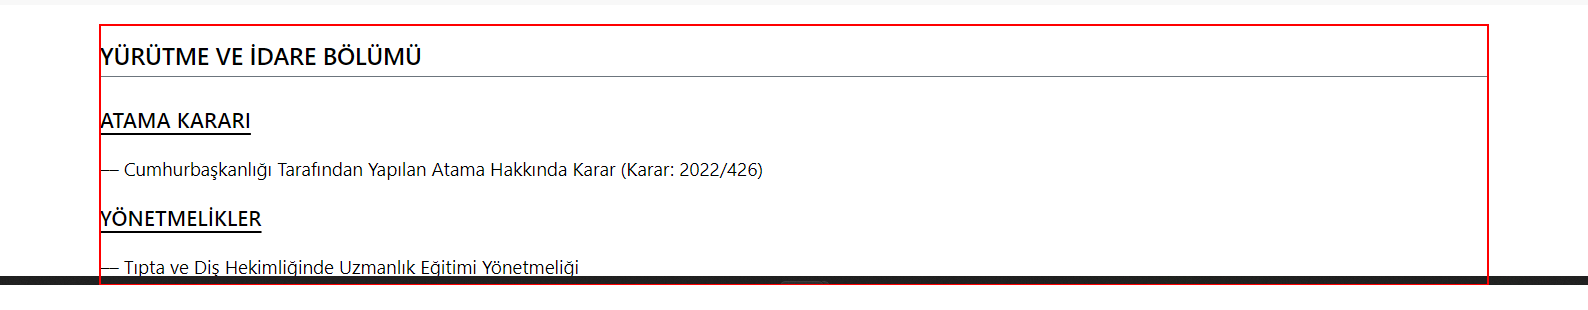 YÜRÜTME VE İDARE BÖLÜMÜ
ATAMA KARARI
–– Cumhurbaşkanlığı Tarafından Yapılan Atama Hakkında Karar (Karar: 2022/426)
YÖNETMELİKLER
–– Tıpta ve Diş Hekimliğinde Uzmanlık Eğitimi Yönetmeliği